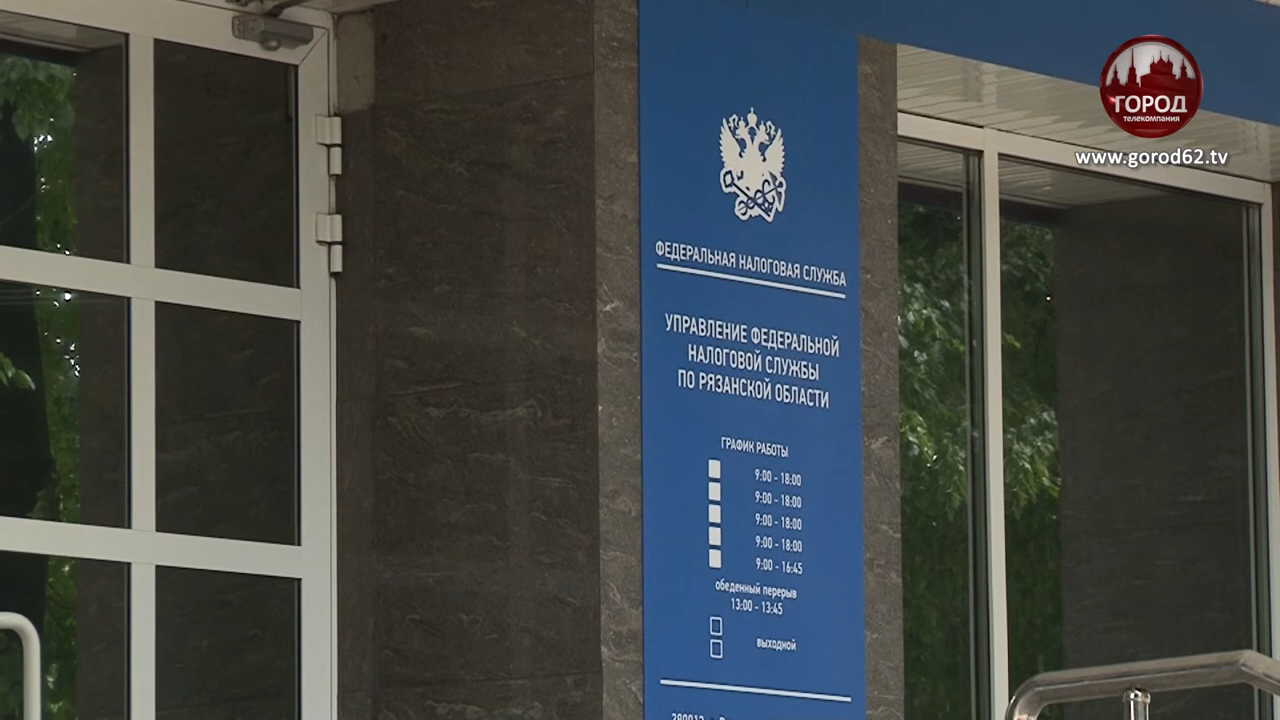 ГОРОД
телекомпания
www.gorod62.tv
ФЕДЕРАЛЬНАЯ НАЛОГОВАЯ СЛУЖБА
УПРАВЛЕНИЕ ФЕДЕРАЛЬНОЙ
НАЛОГОВОЙ СЛУЖБЫ
ПО РЯЗАНСКОЙ ОБЛАСТИ
ГРАФИК РАБОТЫ
9:00 - 18:00
9:00 - 18:00
9:00 - 18:00
9:00 - 18:00
9:00 - 16:45
обеденный перерыв
13:00 - 13:45
выходной